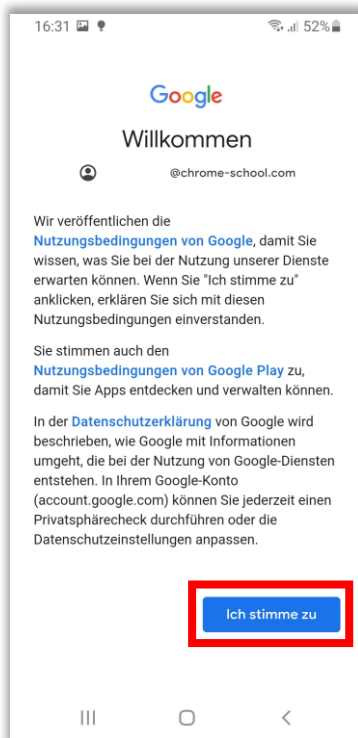 16:31 52%
Google
Willkommen
@chrome-school.com
Wir veröffentlichen die
Nutzungsbedingungen von Google, damit Sie
wissen, was Sie bei der Nutzung unserer Dienste
erwarten können. Wenn Sie "Ich stimme zu"
anklicken, erklären Sie sich mit diesen
Nutzungsbedingungen einverstanden.
Sie stimmen auch den
Nutzungsbedingungen von Google Play zu,
damit Sie Apps entdecken und verwalten können.
In der Datenschutzerklärung von Google wird
beschrieben, wie Google mit Informationen
umgeht, die bei der Nutzung von Google-Diensten
entstehen. In Ihrem Google-Konto
(account.google.com) können Sie jederzeit einen
Privatsphärecheck durchführen oder die
Datenschutzeinstellungen anpassen.
Ich stimme zu